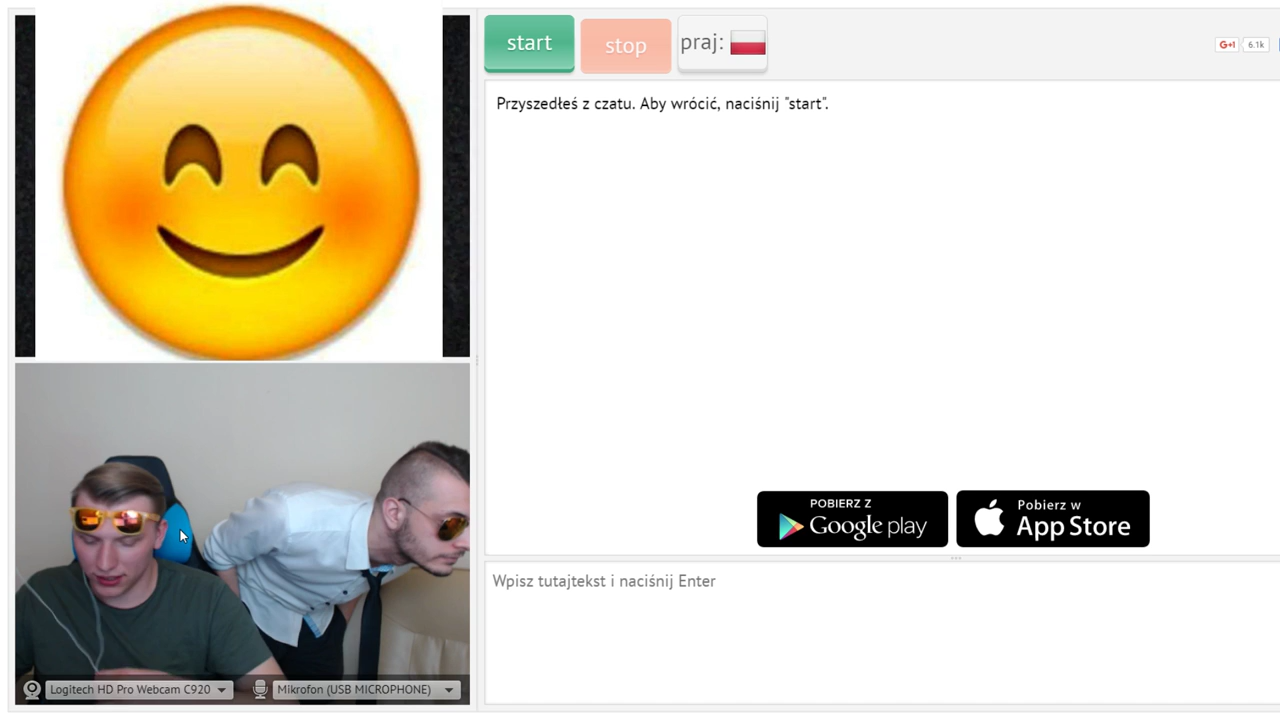 start
stop
praj:
G+1 6.1k
Przyszedłeś z czatu. Aby wrócić, naciśnij "start".
POBIERZ Z
Google play
Pobierz w
App Store
Wpisz tutajtekst i naciśnij Enter
Logitech HD Pro Webcam C920
Mikrofon (USB MICROPHONE)